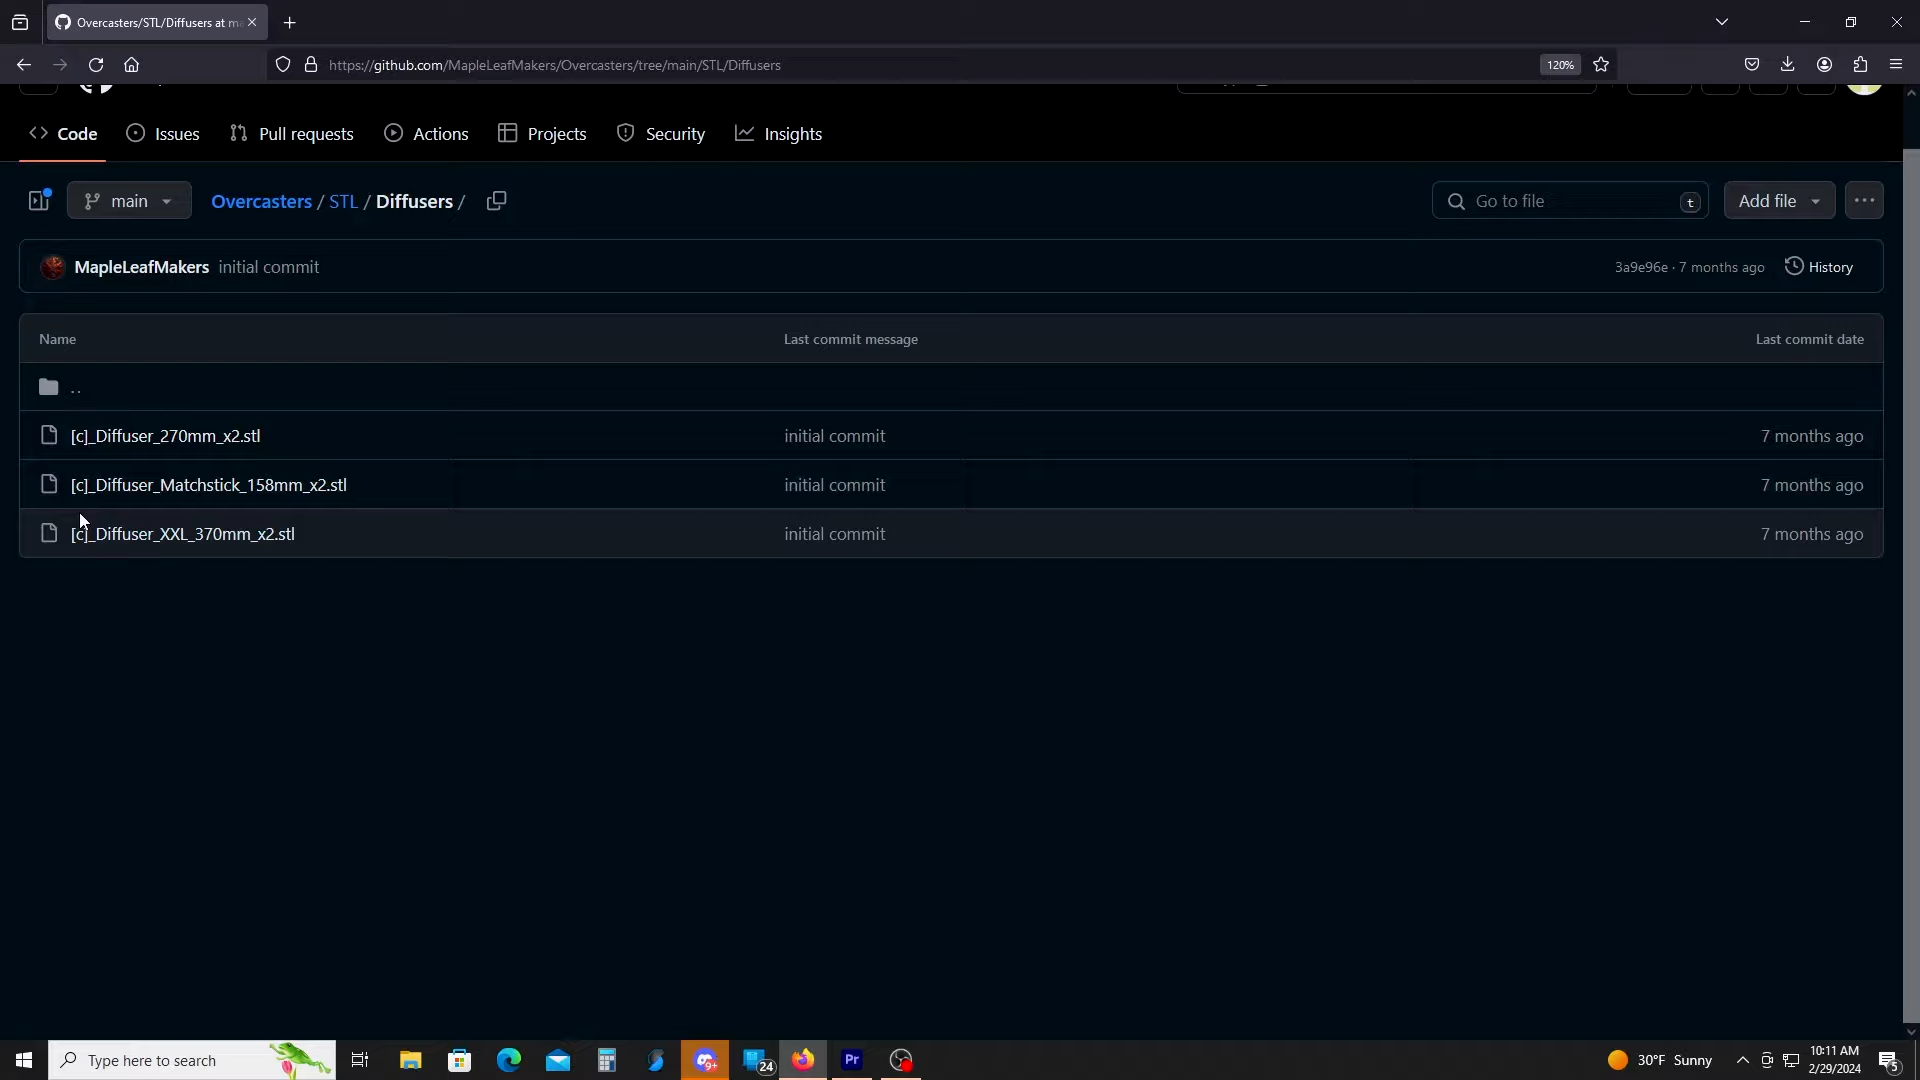 Overcasters/STL/Diffusers at ma
https://github.com/MapleLeafMakers/Overcasters/tree/main/STL/Diffusers
120%
Code
Issues
Pull requests
Actions
Projects
Security
Insights
main
Overcasters / STL / Diffusers /
Go to file
t
Add file
MapleLeafMakers initial commit
3a9e96e · 7 months ago
History
Name
Last commit message
Last commit date
..
[c]_Diffuser_270mm_x2.stl
initial commit
7 months ago
[c]_Diffuser_Matchstick_158mm_x2.stl
initial commit
7 months ago
[c]_Diffuser_XXL_370mm_x2.stl
initial commit
7 months ago
Type here to search
9+
24
Pr
30°F Sunny
10:11 AM
2/29/2024
5